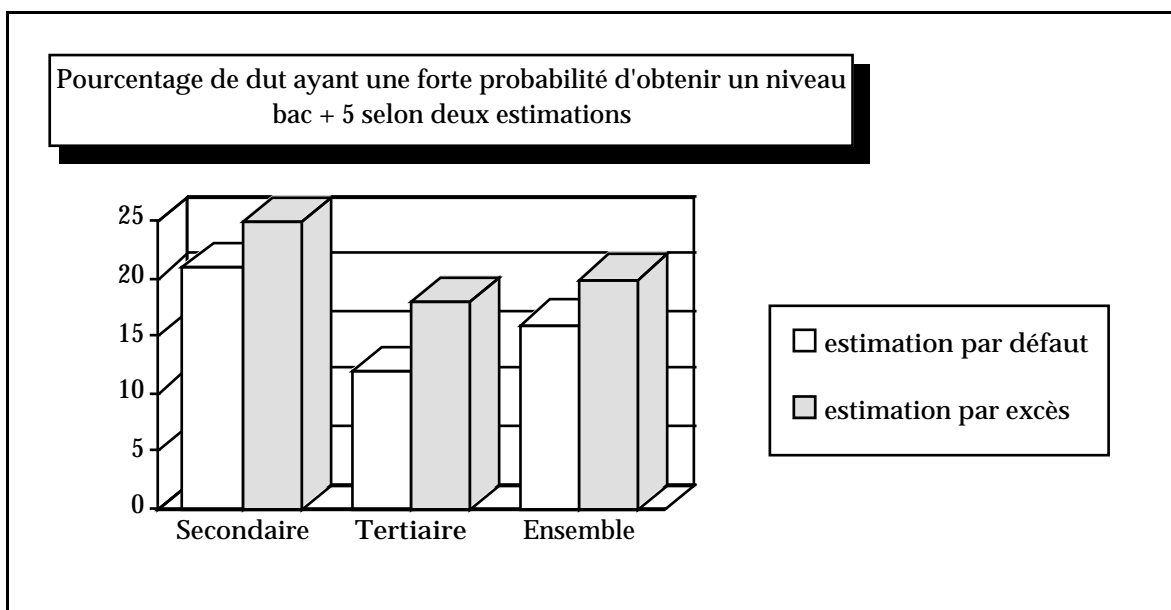 Pourcentage de dut ayant une forte probabilité d'obtenir un niveau
bac + 5 selon deux estimations
25
20
15
10
5
0
Secondaire
Tertiaire
Ensemble
estimation par défaut
estimation par excès